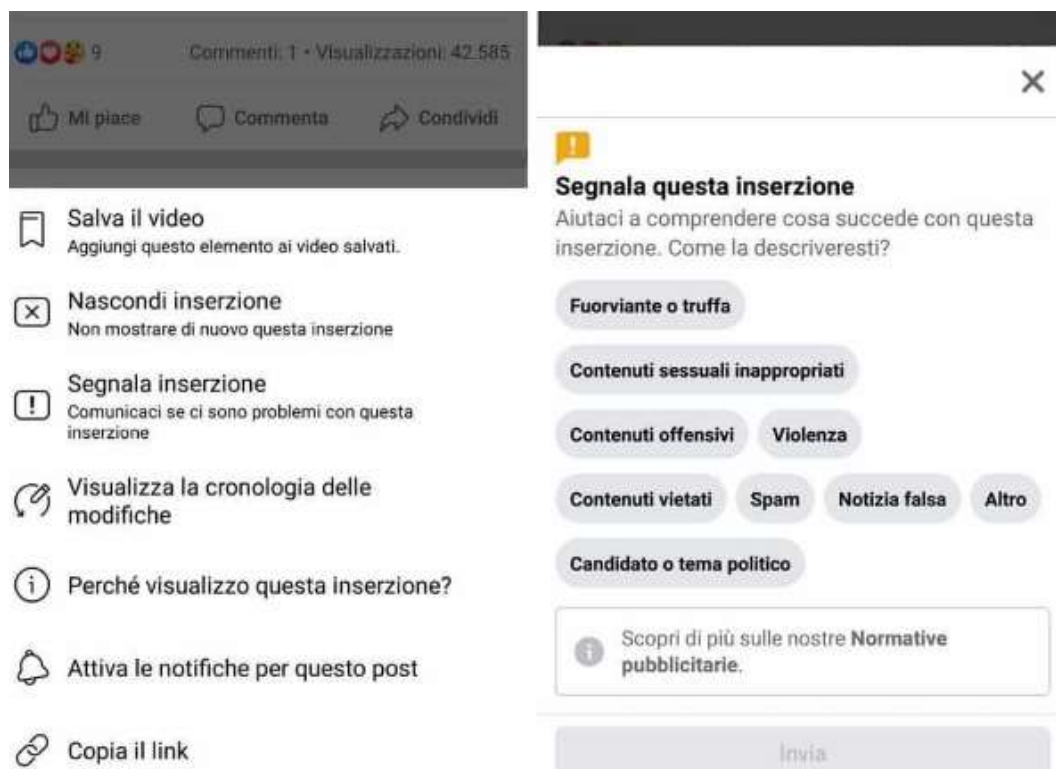 9 Commenti: 1 • Visualizzazioni: 42.585
Mi piace Commenta Condividi
Salva il video
Aggiungi questo elemento ai video salvati.
Nascondi inserzione
Non mostrare di nuovo questa inserzione
Segnala inserzione
Comunicaci se ci sono problemi con questa
inserzione
Visualizza la cronologia delle
modifiche
Perché visualizzo questa inserzione?
Attiva le notifiche per questo post
Copia il link
Segnala questa inserzione
Aiutaci a comprendere cosa succede con questa
inserzione. Come la descriveresti?
Fuorviante o truffa
Contenuti sessuali inappropriati
Contenuti offensivi Violenza
Contenuti vietati Spam Notizia falsa Altro
Candidato o tema politico
Scopri di più sulle nostre Normative
pubblicitarie.
Invia